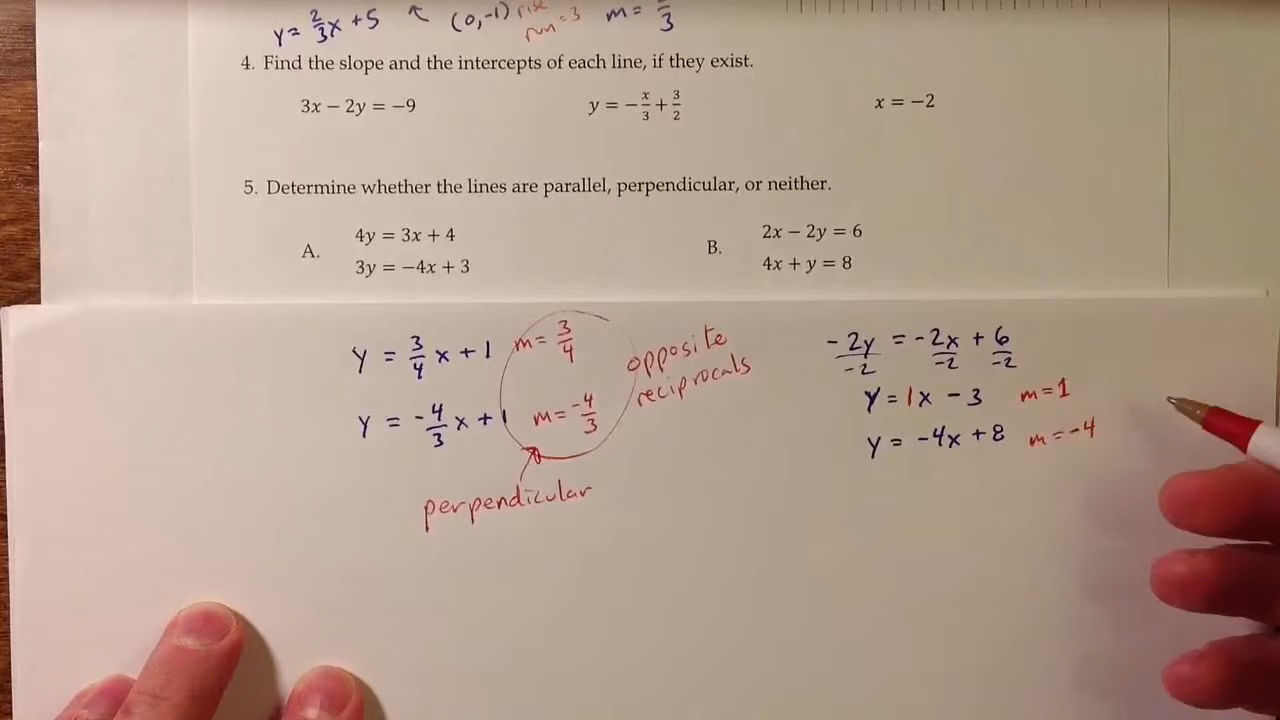 y = 2/3 x + 5 ↖ (0,-1) rise
run = 3 m = 3
4. Find the slope and the intercepts of each line, if they exist.
3x − 2y = −9 y = −x/3 + 3/2 x = −2
5. Determine whether the lines are parallel, perpendicular, or neither.
A. 4y = 3x + 4
3y = −4x + 3
B. 2x − 2y = 6
4x + y = 8
y = 3/4 x + 1 m = 3/4
y = -4/3 x + 1 m = -4/3
opposite
reciprocals
perpendicular
-2y/-2 = -2x/-2 + 6/-2
y = 1x - 3 m = 1
y = -4x + 8 m = -4